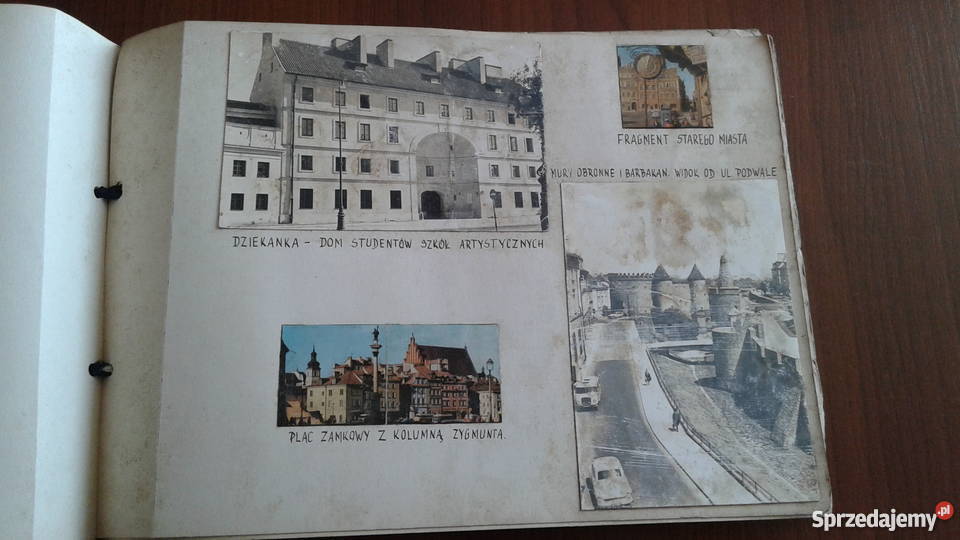 FRAGMENT STAREGO MIASTA
MURY OBRONNE I BARBAKAN. WIDOK OD UL PODWALE
DZIEKANKA - DOM STUDENTÓW SZKÓŁ ARTYSTYCZNYCH
PLAC ZAMKOWY Z KOLUMNĄ ZYGMUNTA.
Sprzedajemy.pl